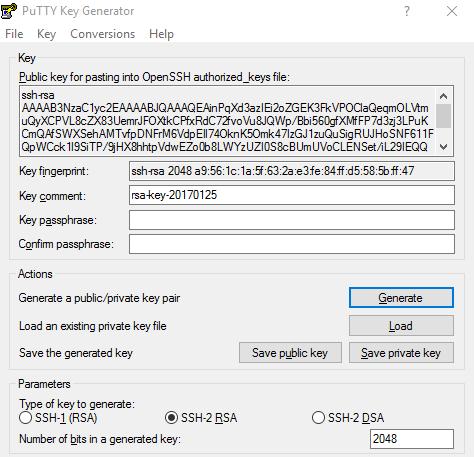 PuTTY Key Generator
File Key Conversions Help
Key
Public key for pasting into OpenSSH authorized_keys file:
ssh-rsa
AAAAB3NzaC1yc2EAAAABJQAAAQEAinPqXd3azIEi2oZGEK3FkVPOClaQeqmOLVtm
uQyXCPVL8cZX83UemrJFOXtkCPfxRdC72fvoVu8JQWp/Bbi560gfXMfFP7d3zj3LPuK
CmQAfSWXSehAMTvfpDNFrM6VdpEIl74OknK5Omk47IzGJ1zuQuSigRUJHoSNF611F
QpWCck1I9SiTP/9jHX8hhtpVdwEZo0b8LWYzUZI0S8cBUmUVoCLENSet/iL29IEQQ
Key fingerprint: ssh-rsa 2048 a9:56:1c:1a:5f:63:2a:e3:fe:84:ff:d5:58:5b:ff:47
Key comment: rsa-key-20170125
Key passphrase:
Confirm passphrase:
Actions
Generate a public/private key pair Generate
Load an existing private key file Load
Save the generated key Save public key Save private key
Parameters
Type of key to generate:
SSH-1 (RSA) SSH-2 RSA SSH-2 DSA
Number of bits in a generated key: 2048